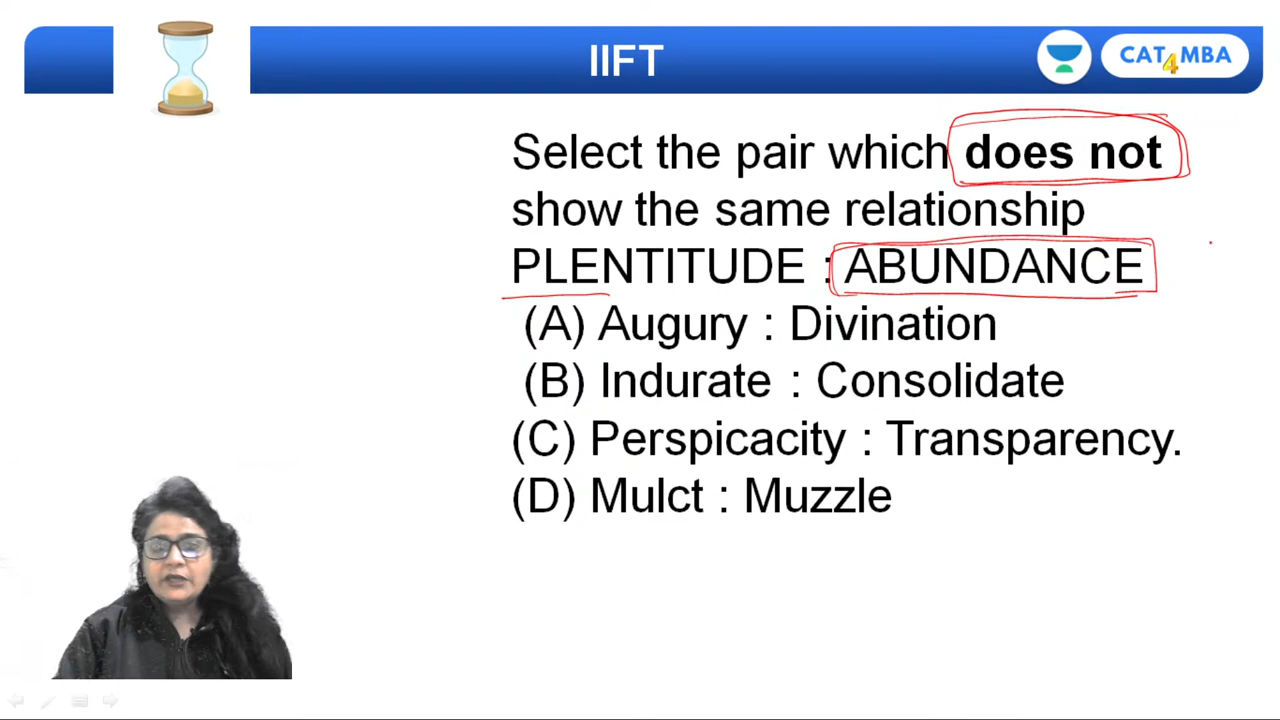 IIFT
CAT4MBA
Select the pair which does not
show the same relationship
PLENTITUDE : ABUNDANCE
(A) Augury : Divination
(B) Indurate : Consolidate
(C) Perspicacity : Transparency.
(D) Mulct : Muzzle